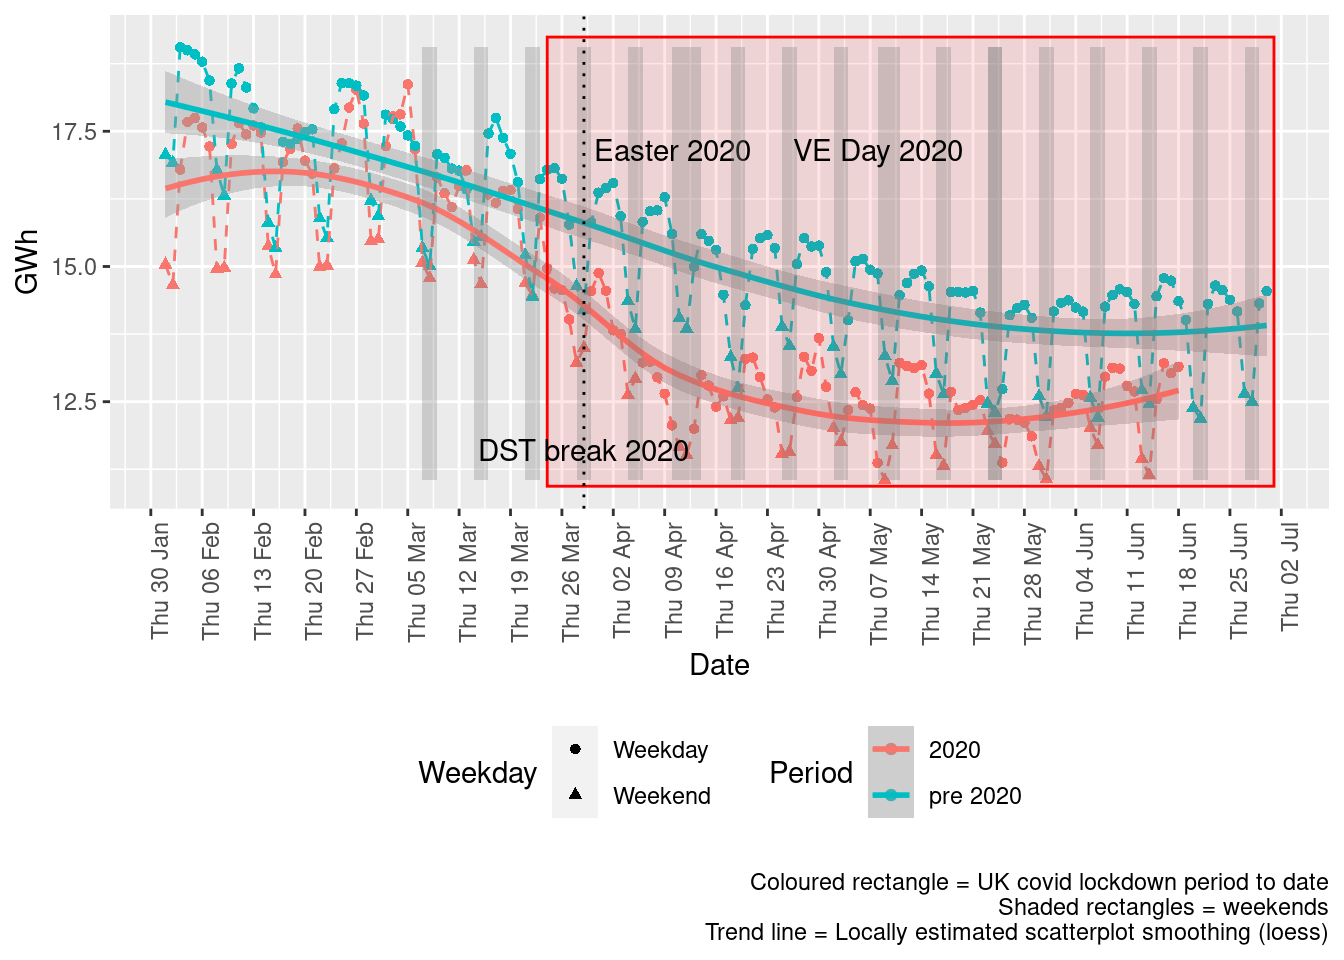 GWh
17.5
15.0
12.5
Easter 2020
VE Day 2020
DST break 2020
Thu 30 Jan
Thu 06 Feb
Thu 13 Feb
Thu 20 Feb
Thu 27 Feb
Thu 05 Mar
Thu 12 Mar
Thu 19 Mar
Thu 26 Mar
Thu 02 Apr
Thu 09 Apr
Thu 16 Apr
Thu 23 Apr
Thu 30 Apr
Thu 07 May
Thu 14 May
Thu 21 May
Thu 28 May
Thu 04 Jun
Thu 11 Jun
Thu 18 Jun
Thu 25 Jun
Thu 02 Jul
Date
Weekday
Weekday
Weekend
Period
2020
pre 2020
Coloured rectangle = UK covid lockdown period to date
Shaded rectangles = weekends
Trend line = Locally estimated scatterplot smoothing (loess)